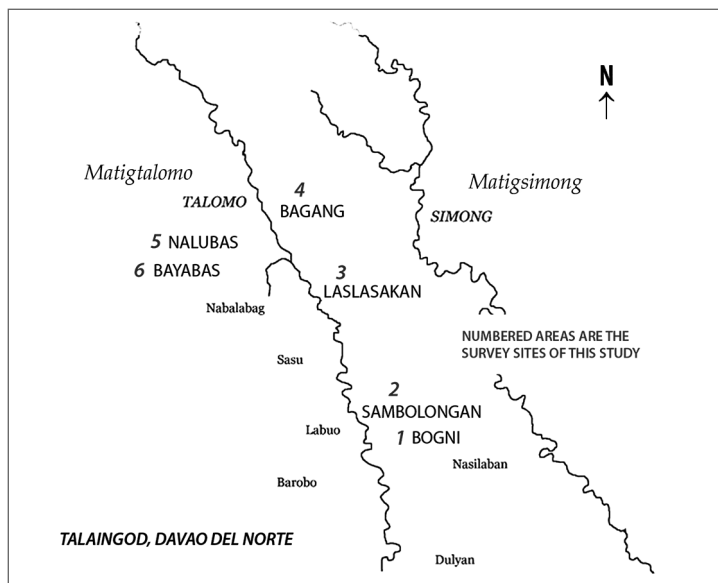 N
Matigtalomo
Matigsimong
4
TALOMO
BAGANG
SIMONG
5 NALUBAS
6 BAYABAS
3
LASLASAKAN
Nabalabag
NUMBERED AREAS ARE THE
SURVEY SITES OF THIS STUDY
Sasu
2
SAMBOLONGAN
Labuo
1 BOGNI
Nasilaban
Barobo
TALAINGOD, DAVAO DEL NORTE
Dulyan